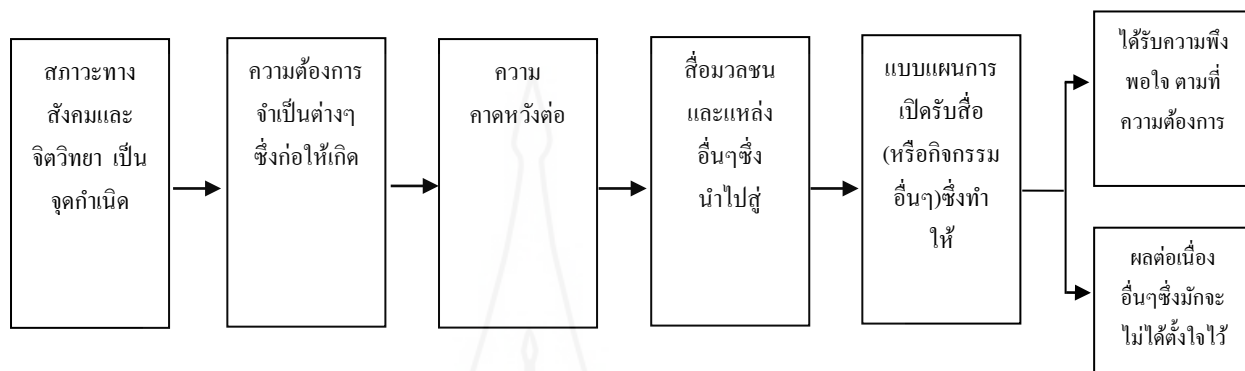 สภาวะทาง
สังคมและ
จิตวิทยา เป็น
จุดกำเนิด
ความต้องการ
จำเป็นต่างๆ
ซึ่งก่อให้เกิด
ความ
คาดหวังต่อ
สื่อมวลชน
และแหล่ง
อื่นๆซึ่ง
นำไปสู่
แบบแผนการ
เปิดรับสื่อ
(หรือกิจกรรม
อื่นๆ)ซึ่งทำ
ให้
ได้รับความพึง
พอใจ ตามที่
ความต้องการ
ผลต่อเนื่อง
อื่นๆซึ่งมักจะ
ไม่ได้ตั้งใจไว้